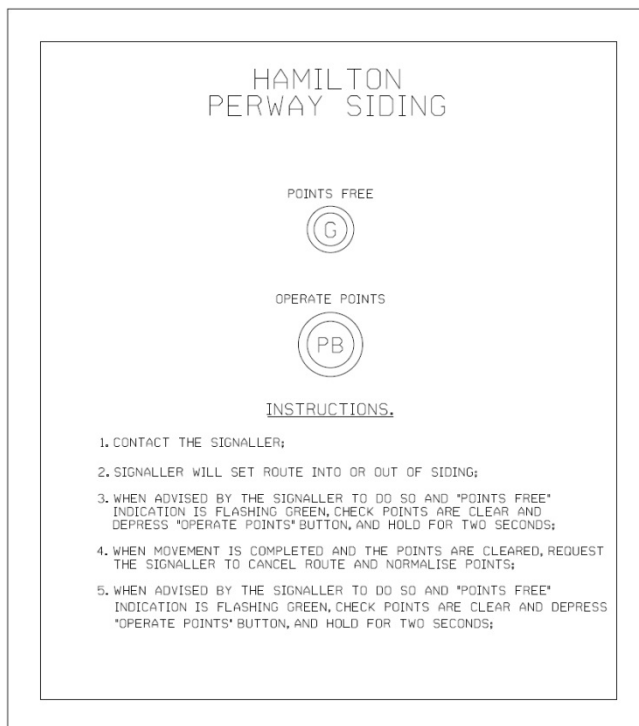 HAMILTON
PERWAY SIDING
POINTS FREE
G
OPERATE POINTS
PB
INSTRUCTIONS.
1. CONTACT THE SIGNALLER;
2. SIGNALLER WILL SET ROUTE INTO OR OUT OF SIDING;
3. WHEN ADVISED BY THE SIGNALLER TO DO SO AND "POINTS FREE"
INDICATION IS FLASHING GREEN, CHECK POINTS ARE CLEAR AND
DEPRESS "OPERATE POINTS" BUTTON, AND HOLD FOR TWO SECONDS;
4. WHEN MOVEMENT IS COMPLETED AND THE POINTS ARE CLEARED, REQUEST
THE SIGNALLER TO CANCEL ROUTE AND NORMALISE POINTS;
5. WHEN ADVISED BY THE SIGNALLER TO DO SO AND "POINTS FREE"
INDICATION IS FLASHING GREEN, CHECK POINTS ARE CLEAR AND DEPRESS
"OPERATE POINTS" BUTTON, AND HOLD FOR TWO SECONDS;